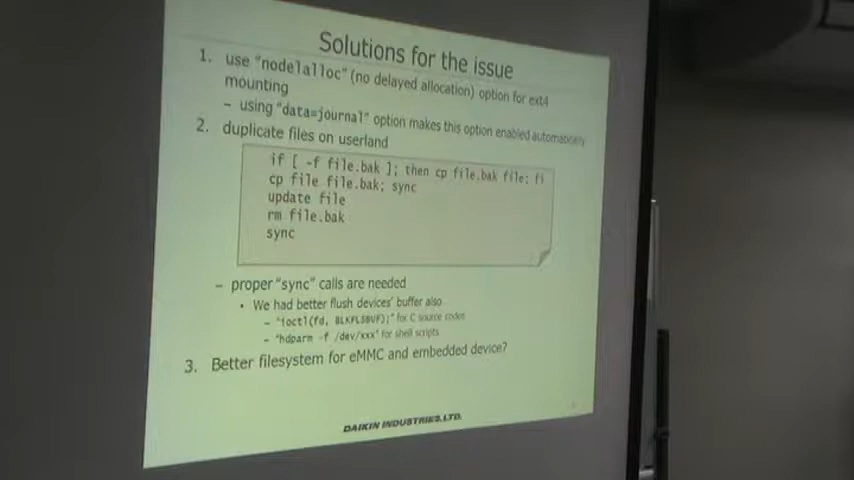 Solutions for the issue
1. use "nodelalloc" (no delayed allocation) option for ext4
mounting
– using "data=journal" option makes this option enabled automatically
2. duplicate files on userland
if [ -f file.bak ]; then cp file.bak file; fi
cp file file.bak; sync
update file
rm file.bak
sync
– proper "sync" calls are needed
• We had better flush devices' buffer also
– "ioctl(fd, BLKFLSBUF);" for C source codes
– "hdparm -f /dev/xxx" for shell scripts
3. Better filesystem for eMMC and embedded device?
DAIKIN INDUSTRIES, LTD.